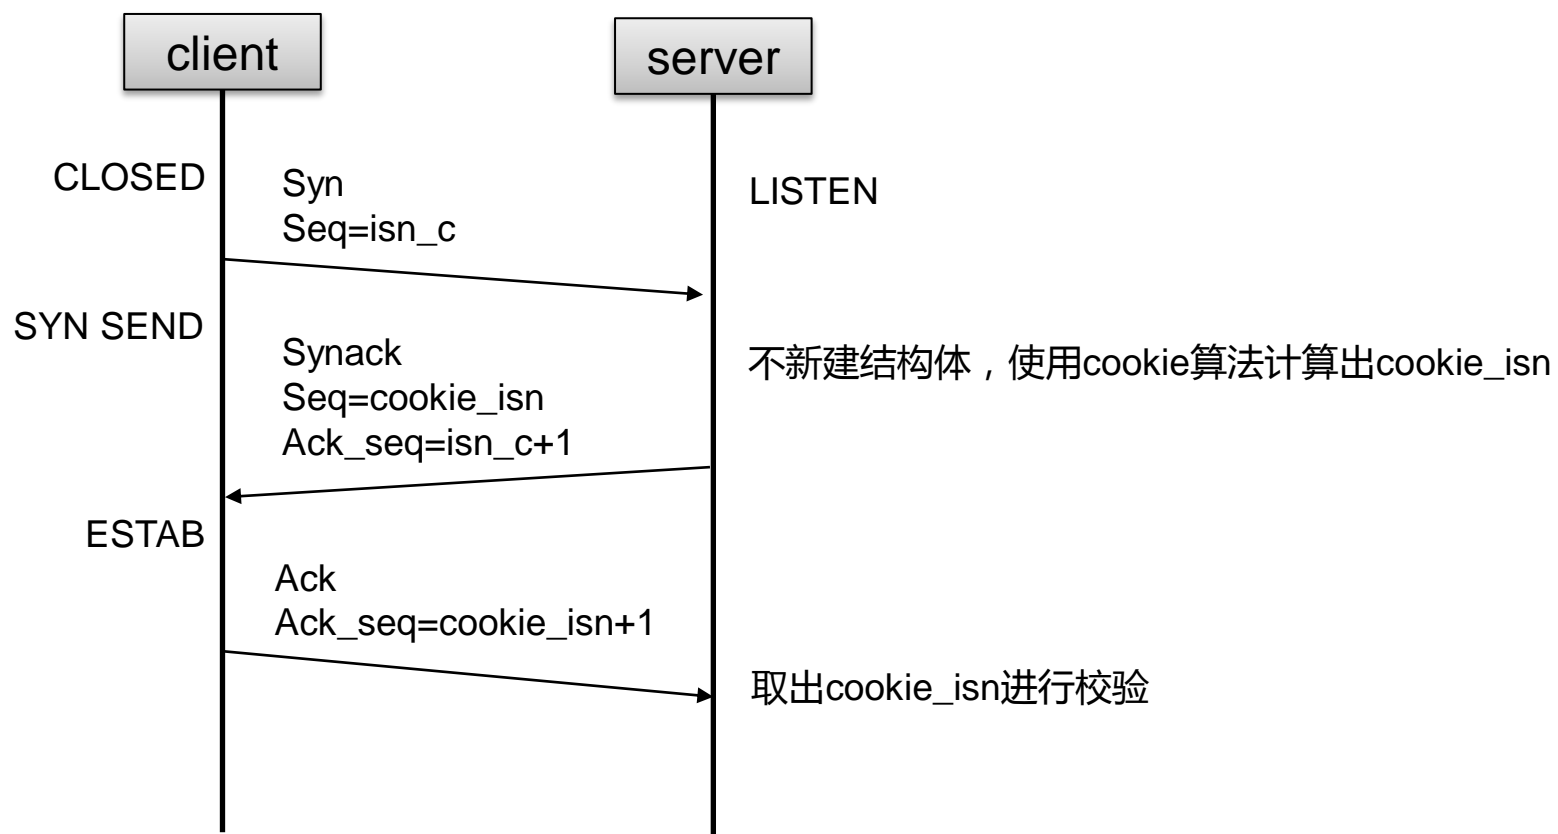 client
server
CLOSED
Syn
Seq=isn_c
LISTEN
SYN SEND
Synack
Seq=cookie_isn
Ack_seq=isn_c+1
不新建结构体，使用cookie算法计算出cookie_isn
ESTAB
Ack
Ack_seq=cookie_isn+1
取出cookie_isn进行校验